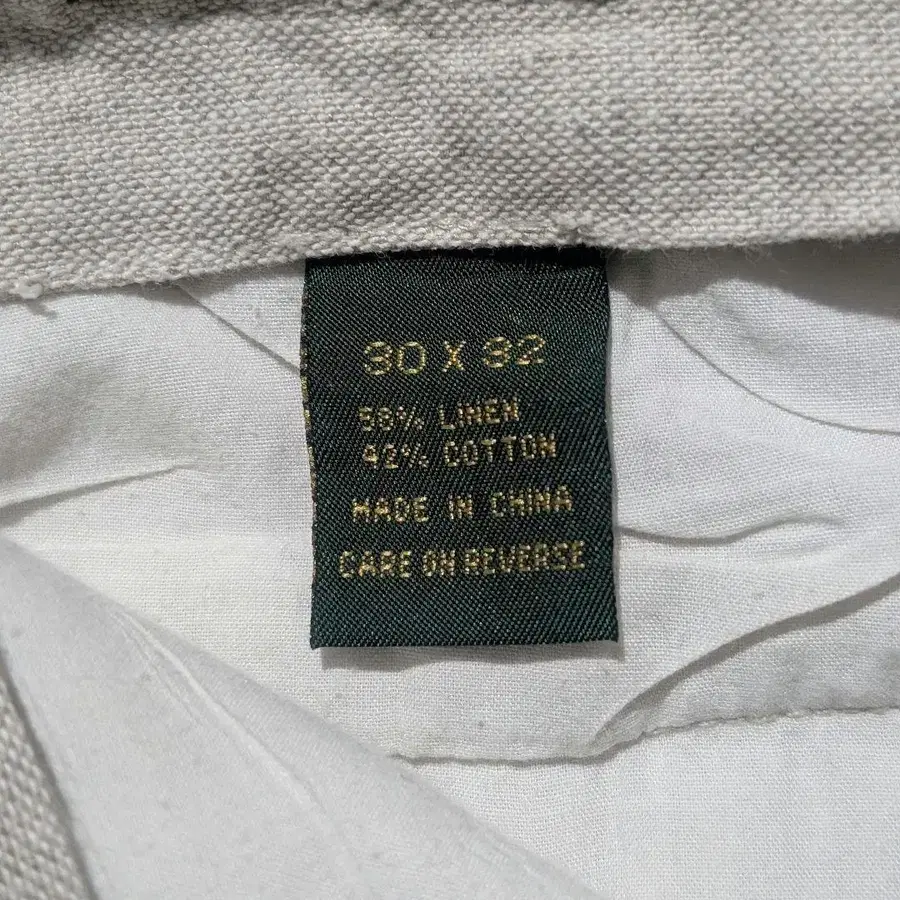 30 X 32
58% LINEN
42% COTTON
MADE IN CHINA
CARE ON REVERSE